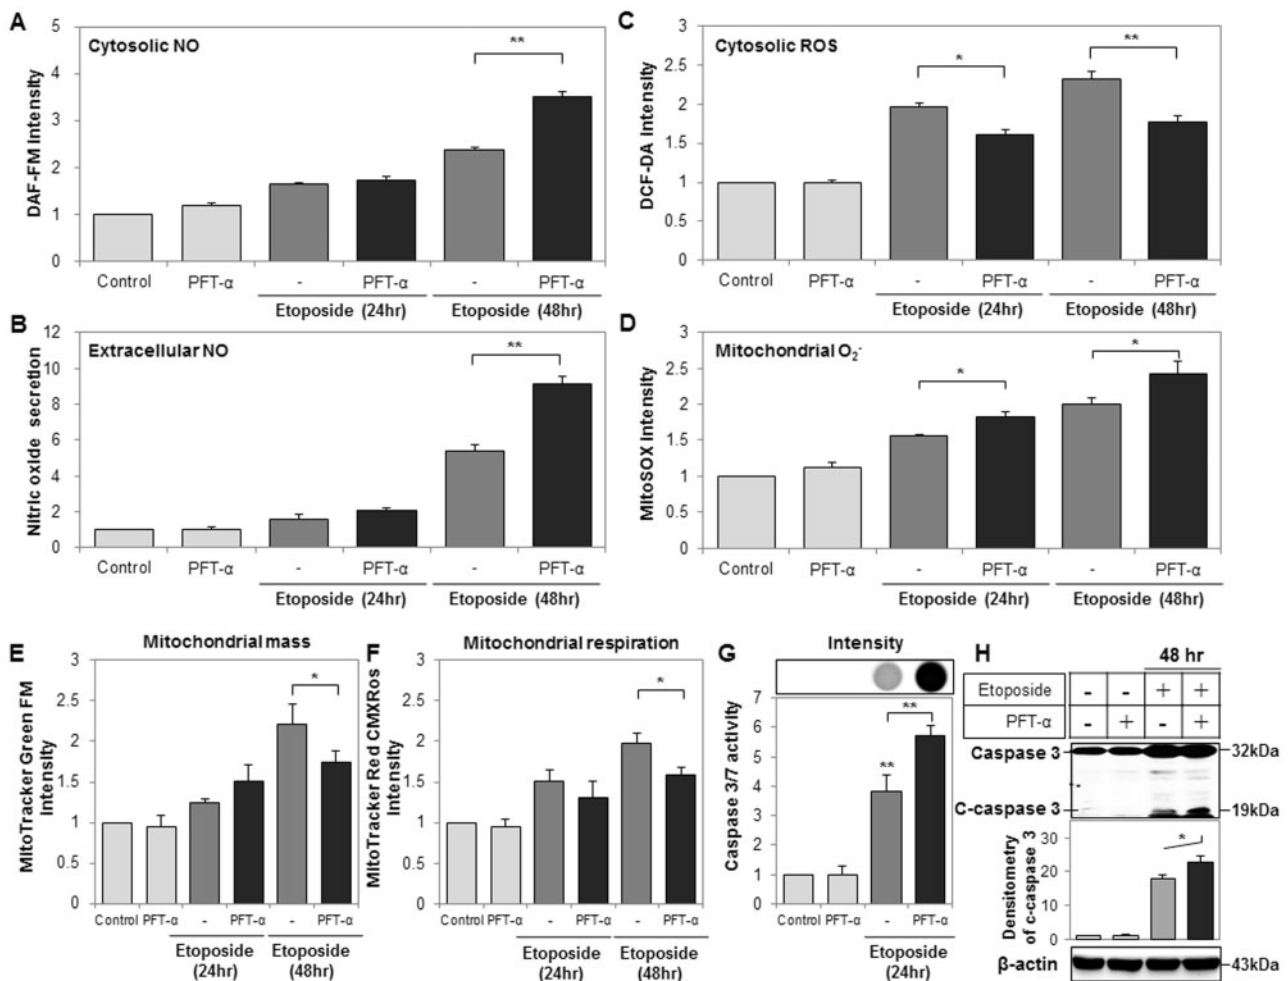 A
Cytosolic NO
DAF-FM Intensity
5
4
3
2
1
0
**
Control PFT-α - PFT-α - PFT-α
Etoposide (24hr) Etoposide (48hr)
B
Extracellular NO
Nitric oxide secretion
12
10
8
6
4
2
0
**
Control PFT-α - PFT-α - PFT-α
Etoposide (24hr) Etoposide (48hr)
C
Cytosolic ROS
DCF-DA Intensity
3
2.5
2
1.5
1
0.5
0
* **
Control PFT-α - PFT-α - PFT-α
Etoposide (24hr) Etoposide (48hr)
D
Mitochondrial O₂⁻
MitoSOX Intensity
3
2.5
2
1.5
1
0.5
0
* *
Control PFT-α - PFT-α - PFT-α
Etoposide (24hr) Etoposide (48hr)
E
Mitochondrial mass
MitoTracker Green FM
Intensity
3
2.5
2
1.5
1
0.5
0
*
Control PFT-α - PFT-α - PFT-α
Etoposide Etoposide
(24hr) (48hr)
F
Mitochondrial respiration
MitoTracker Red CMXRos
Intensity
3
2.5
2
1.5
1
0.5
0
*
Control PFT-α - PFT-α - PFT-α
Etoposide Etoposide
(24hr) (48hr)
G
Intensity
Caspase 3/7 activity
7
6
5
4
3
2
1
0
**
**
Control PFT-α - PFT-α
Etoposide
(24hr)
H
48 hr
Etoposide - - + +
PFT-α - + - +
Caspase 3 32kDa
C-caspase 3 19kDa
Densitometry
of c-caspase 3
30
20
10
0
*
β-actin 43kDa